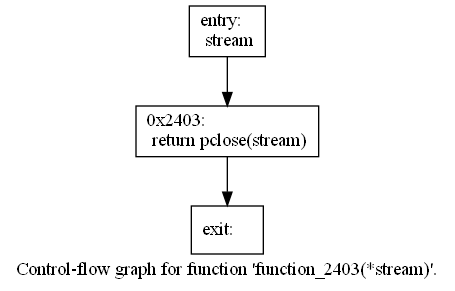 entry:
stream
0x2403:
return pclose(stream)
exit:
Control-flow graph for function 'function_2403(*stream)'.